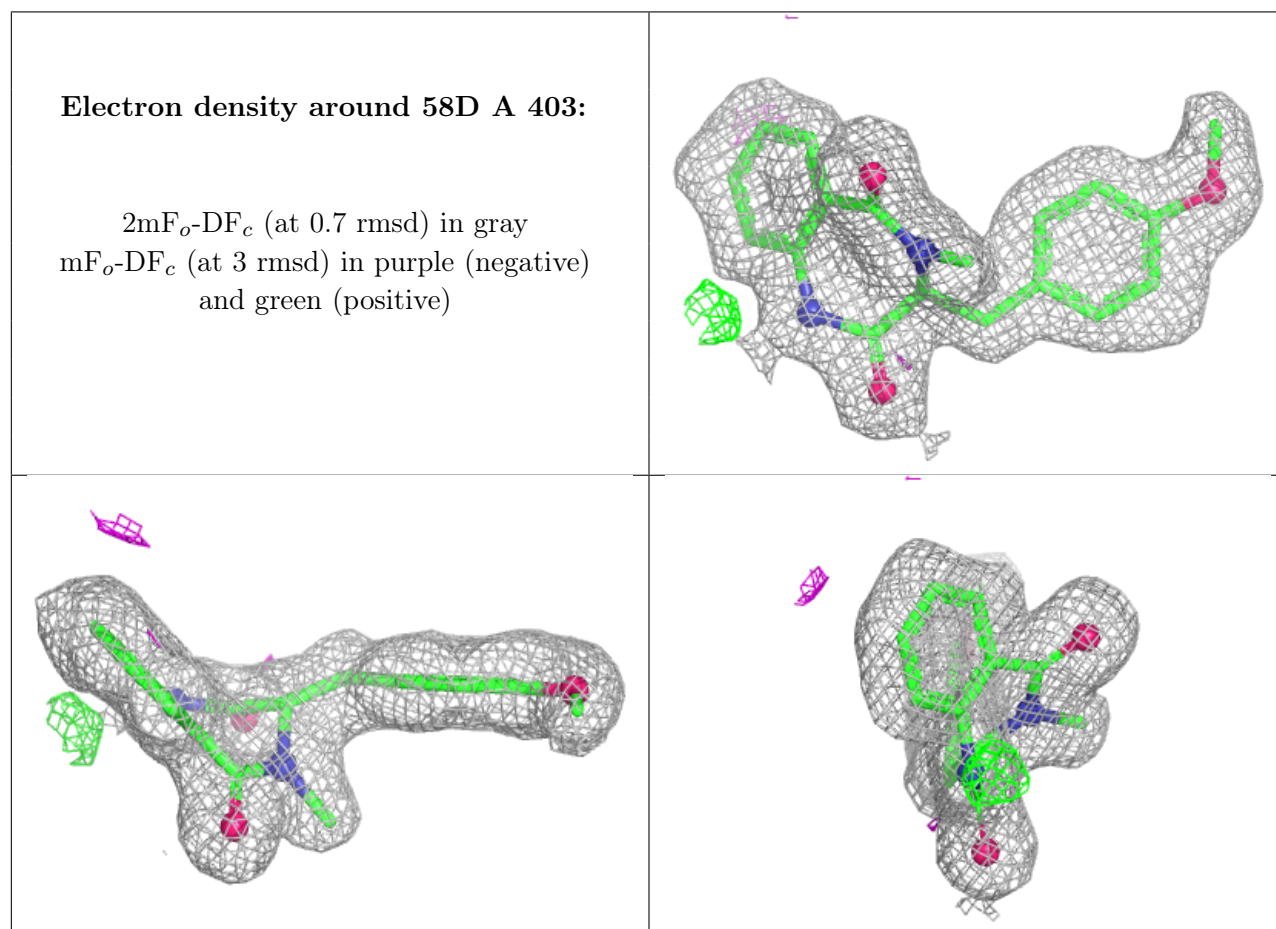 Electron density around 58D A 403:
2mFo-DFc (at 0.7 rmsd) in gray
mFo-DFc (at 3 rmsd) in purple (negative)
and green (positive)